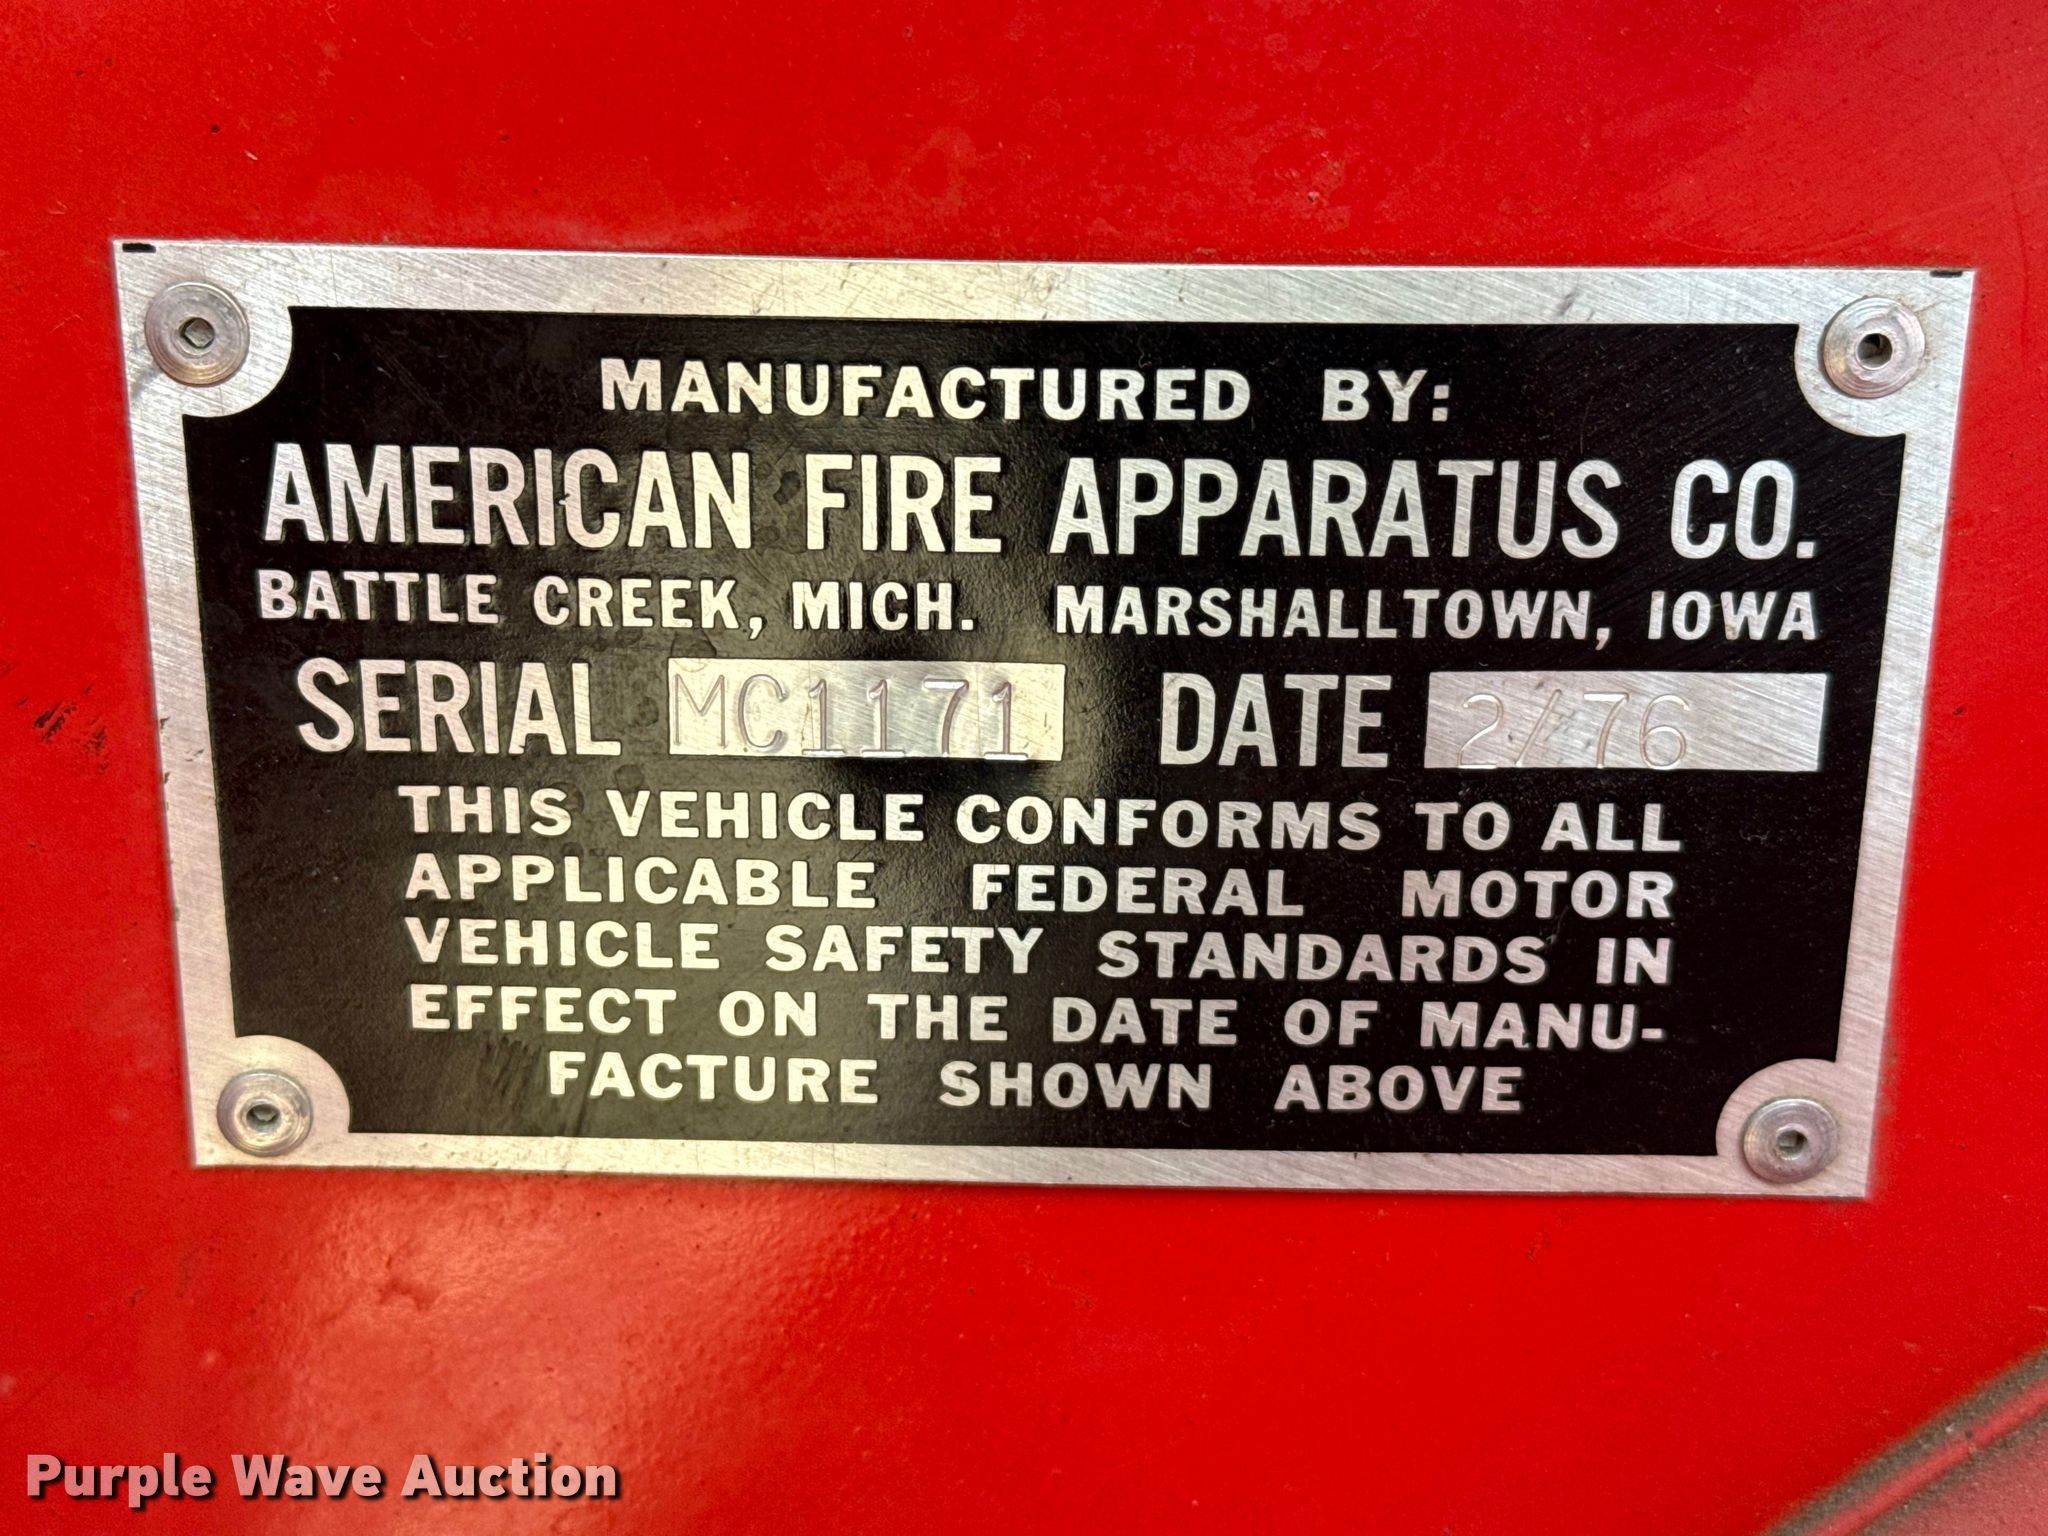 MANUFACTURED BY:
AMERICAN FIRE APPARATUS CO.
BATTLE CREEK, MICH. MARSHALLTOWN, IOWA
SERIAL MC1171 DATE 2/76
THIS VEHICLE CONFORMS TO ALL
APPLICABLE FEDERAL MOTOR
VEHICLE SAFETY STANDARDS IN
EFFECT ON THE DATE OF MANU-
FACTURE SHOWN ABOVE
Purple Wave Auction